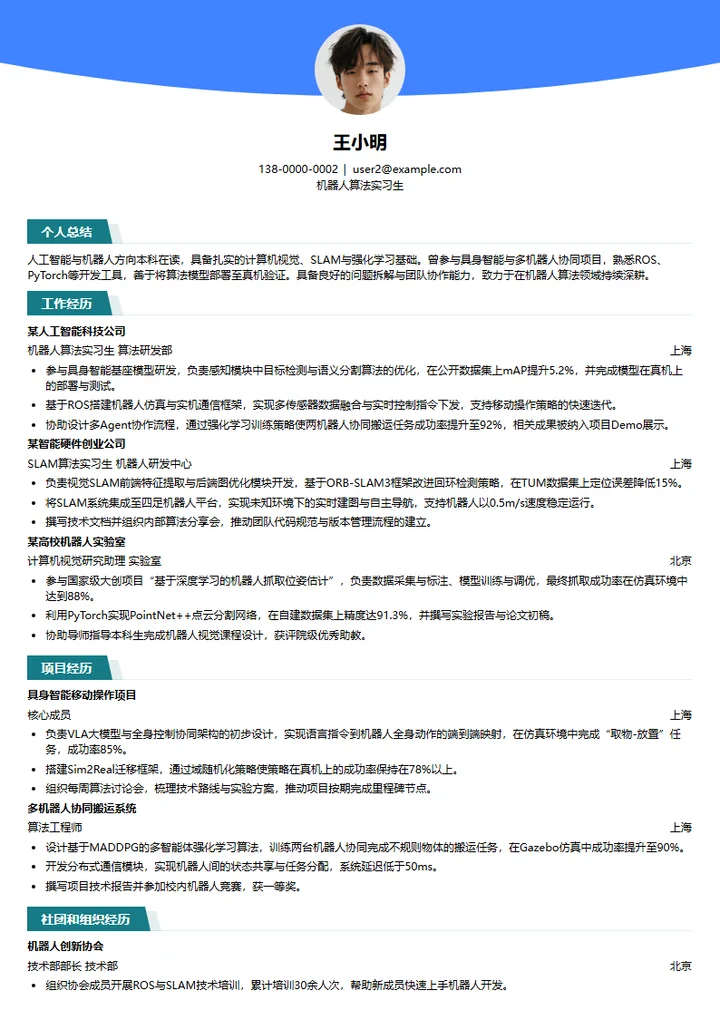 王小明
138-0000-0002 | user2@example.com
机器人算法实习生
个人总结
人工智能与机器人方向本科在读，具备扎实的计算机视觉、SLAM与强化学习基础。曾参与具身智能与多机器人协同项目，熟悉ROS、
PyTorch等开发工具，善于将算法模型部署至真机验证。具备良好的问题拆解与团队协作能力，致力于在机器人算法领域持续深耕。
工作经历
某人工智能科技公司
机器人算法实习生 算法研发部 上海
• 参与具身智能基座模型研发，负责感知模块中目标检测与语义分割算法的优化，在公开数据集上mAP提升5.2%，并完成模型在真机上
的部署与测试。
• 基于ROS搭建机器人仿真与实机通信框架，实现多传感器数据融合与实时控制指令下发，支持移动操作策略的快速迭代。
• 协助设计多Agent协作流程，通过强化学习训练策略使两机器人协同搬运任务成功率提升至92%，相关成果被纳入项目Demo展示。
某智能硬件创业公司
SLAM算法实习生 机器人研发中心 上海
• 负责视觉SLAM前端特征提取与后端图优化模块开发，基于ORB-SLAM3框架改进回环检测策略，在TUM数据集上定位误差降低15%。
• 将SLAM系统集成至四足机器人平台，实现未知环境下的实时建图与自主导航，支持机器人以0.5m/s速度稳定运行。
• 撰写技术文档并组织内部算法分享会，推动团队代码规范与版本管理流程的建立。
某高校机器人实验室
计算机视觉研究助理 实验室 北京
• 参与国家级大创项目“基于深度学习的机器人抓取位姿估计”，负责数据采集与标注、模型训练与调优，最终抓取成功率在仿真环境中
达到88%。
• 利用PyTorch实现PointNet++点云分割网络，在自建数据集上精度达91.3%，并撰写实验报告与论文初稿。
• 协助导师指导本科生完成机器人视觉课程设计，获评院级优秀助教。
项目经历
具身智能移动操作项目
核心成员 上海
• 负责VLA大模型与全身控制协同架构的初步设计，实现语言指令到机器人全身动作的端到端映射，在仿真环境中完成“取物-放置”任
务，成功率85%。
• 搭建Sim2Real迁移框架，通过域随机化策略使策略在真机上的成功率保持在78%以上。
• 组织每周算法讨论会，梳理技术路线与实验方案，推动项目按期完成里程碑节点。
多机器人协同搬运系统
算法工程师 上海
• 设计基于MADDPG的多智能体强化学习算法，训练两台机器人协同完成不规则物体的搬运任务，在Gazebo仿真中成功率提升至90%。
• 开发分布式通信模块，实现机器人间的状态共享与任务分配，系统延迟低于50ms。
• 撰写项目技术报告并参加校内机器人竞赛，获一等奖。
社团和组织经历
机器人创新协会
技术部部长 技术部 北京
• 组织协会成员开展ROS与SLAM技术培训，累计培训30余人次，帮助新成员快速上手机器人开发。